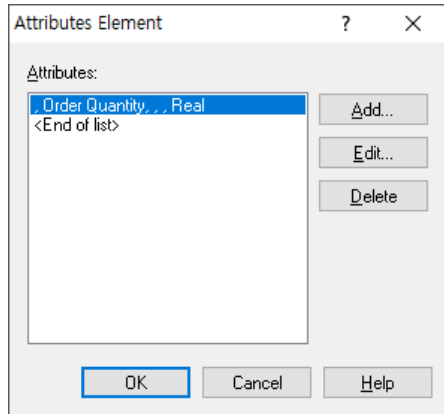 Attributes Element ?
Attributes:
, Order Quantity, , , Real
<End of list>
Add...
Edit...
Delete
OK Cancel Help